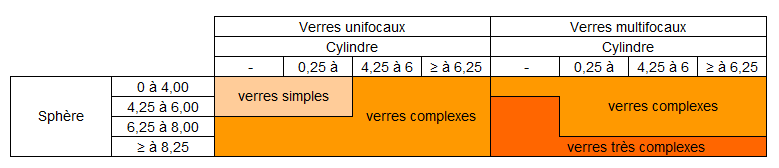 Verres unifocaux Verres multifocaux
Cylindre Cylindre
- 0,25 à 4,25 à 6 ≥ à 6,25 - 0,25 à 4,25 à 6 ≥ à 6,25
0 à 4,00
verres simples
4,25 à 6,00 verres complexes
Sphère verres complexes
6,25 à 8,00
≥ à 8,25 verres très complexes